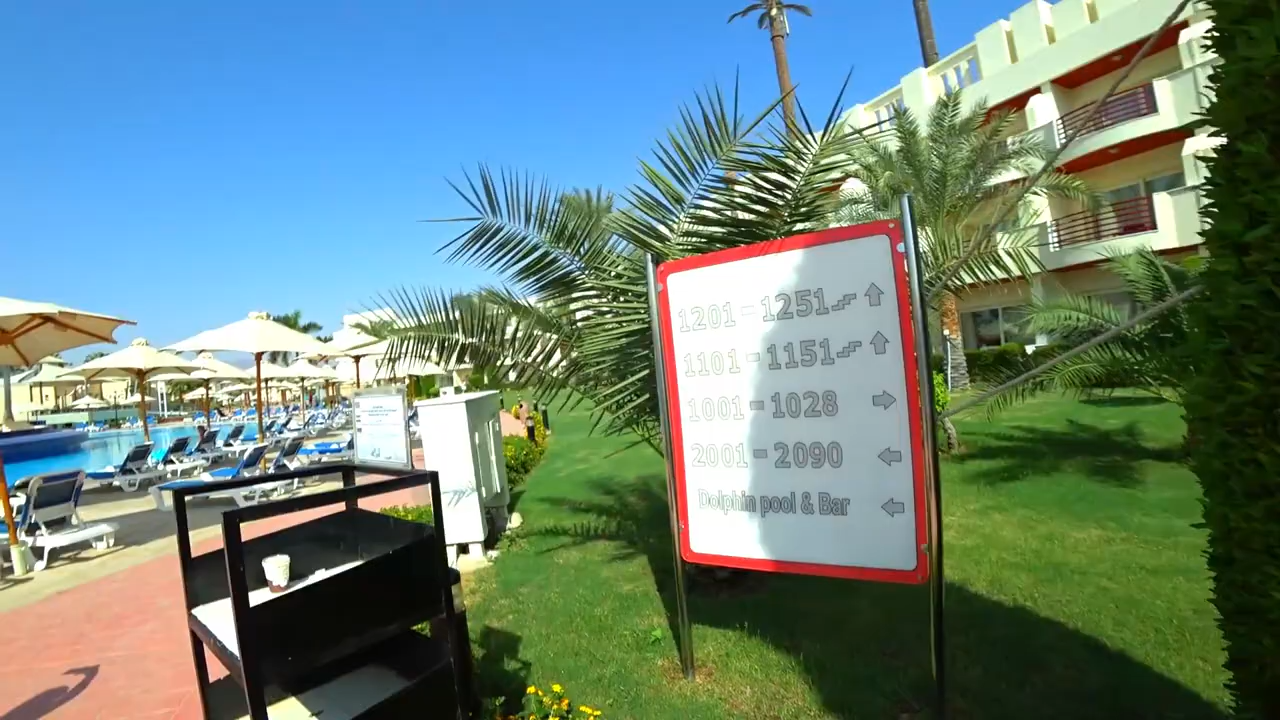 1201 - 1251
1101 - 1151
1001 - 1028
2001 - 2090
Dolphin pool & Bar